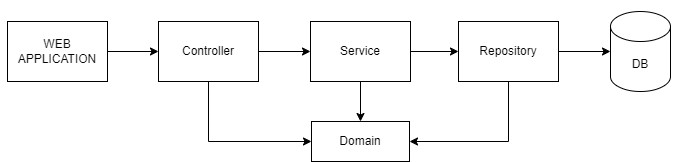 WEB
APPLICATION
Controller
Service
Repository
DB
Domain